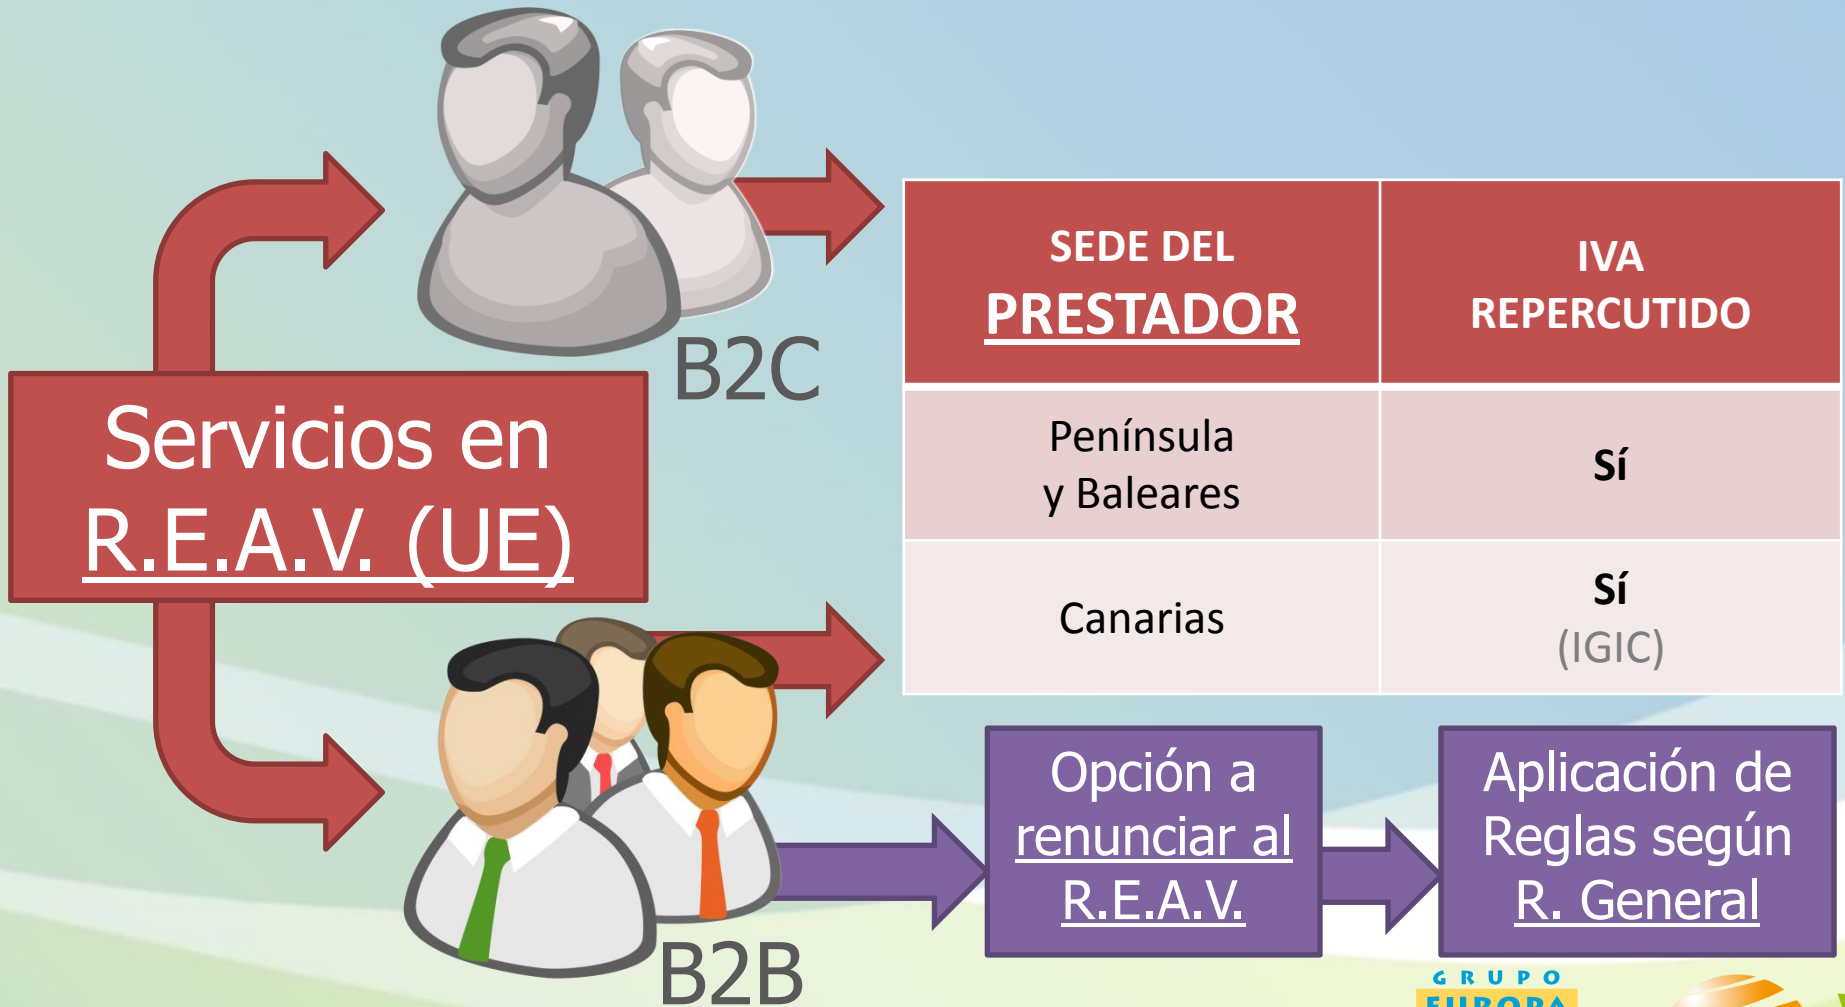 B2C
Servicios en
R.E.A.V. (UE)
B2B
SEDE DEL
PRESTADOR
IVA
REPERCUTIDO
Península
y Baleares
Sí
Canarias
Sí
(IGIC)
Opción a
renunciar al
R.E.A.V.
Aplicación de
Reglas según
R. General
GRUPO
EUROPA